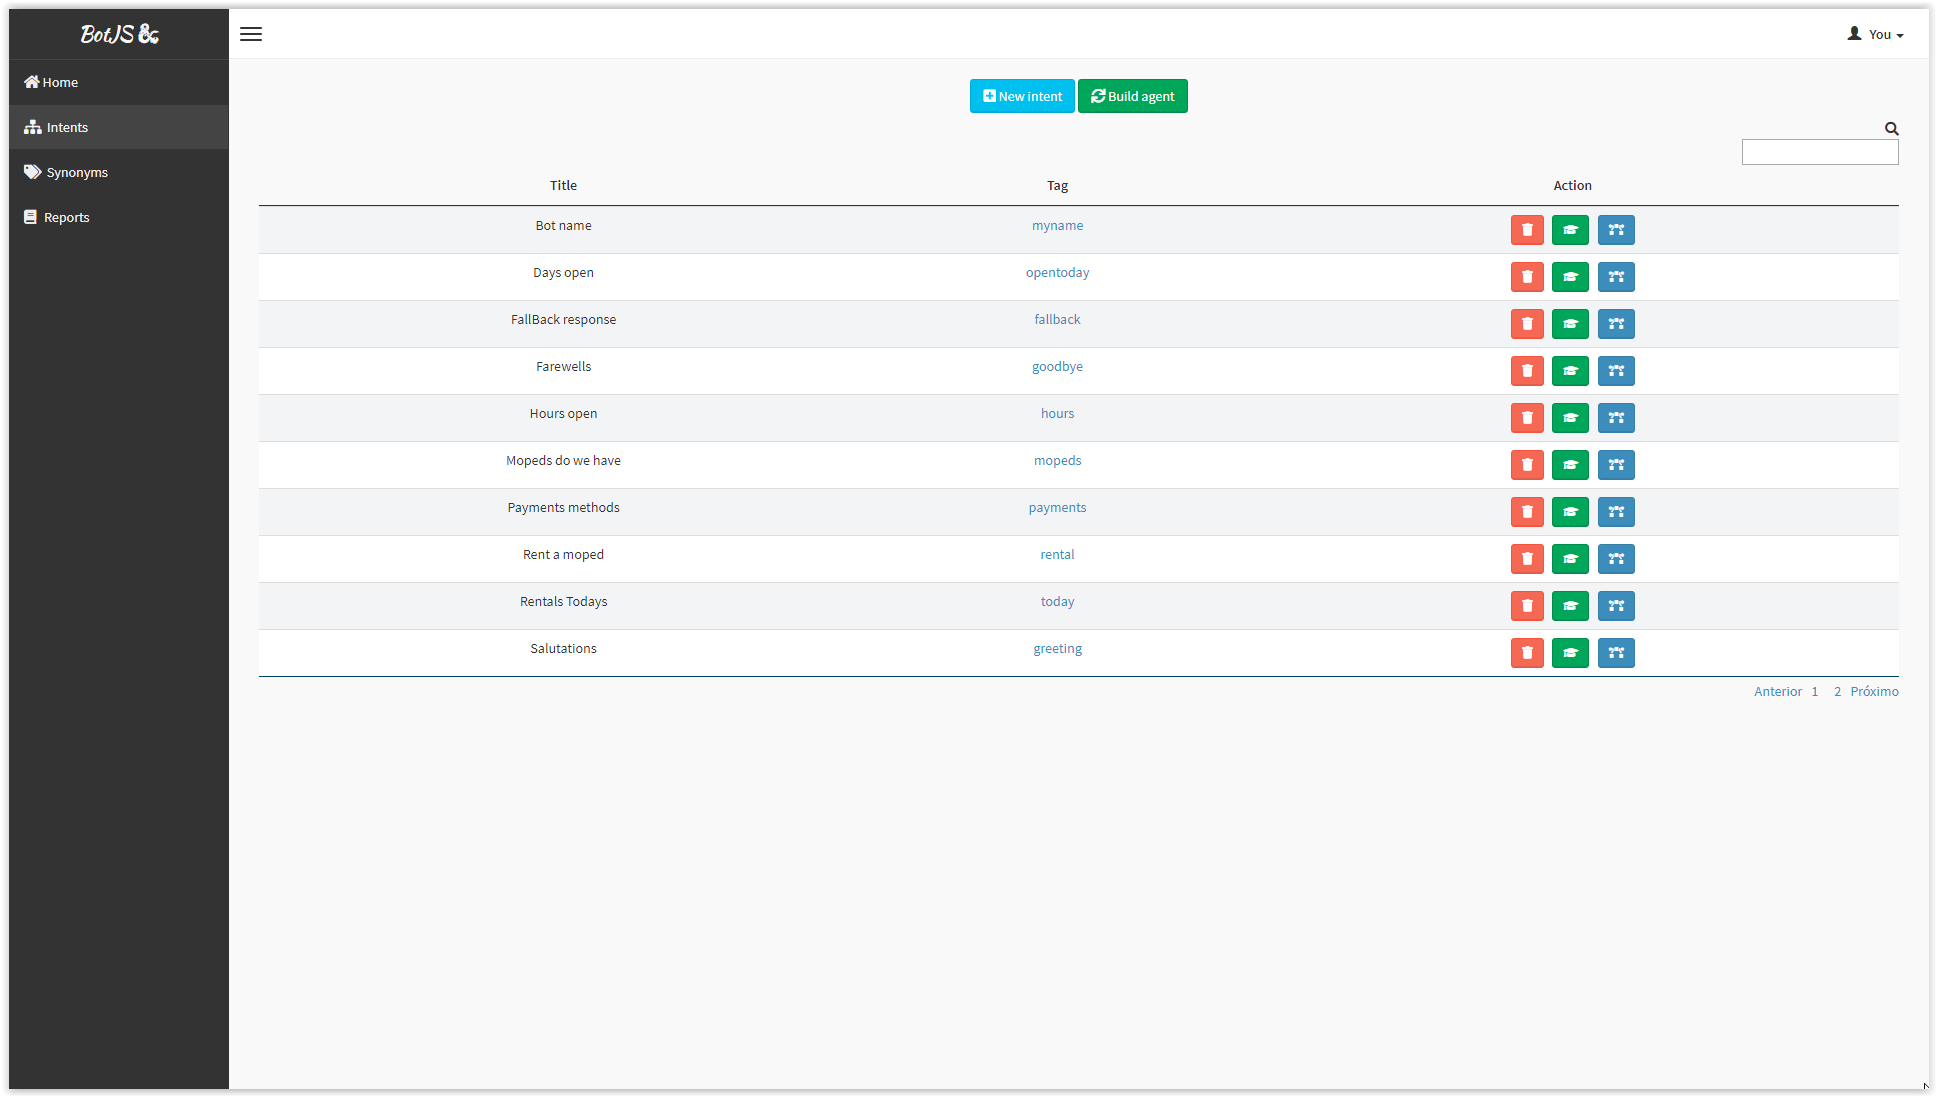 BotJS
You
Home
Intents
Synonyms
Reports
New intent Build agent
Title Tag Action
Bot name myname
Days open opentoday
FallBack response fallback
Farewells goodbye
Hours open hours
Mopeds do we have mopeds
Payments methods payments
Rent a moped rental
Rentals Todays today
Salutations greeting
Anterior 1 2 Próximo